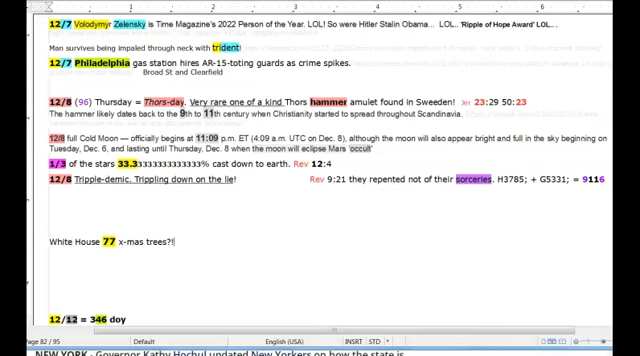 12/7 Volodymyr Zelensky is Time Magazine's 2022 Person of the Year. LOL! So were Hitler Stalin Obama... LOL.. 'Ripple of Hope Award' LOL...
Man survives being impaled through neck with trident!
12/7 Philadelphia gas station hires AR-15-toting guards as crime spikes.
Broad St and Clearfield
12/8 (96) Thursday = Thors-day. Very rare one of a kind Thors hammer amulet found in Sweden! Jer 23:29 50:23
The hammer likely dates back to the 9th to 11th century when Christianity started to spread throughout Scandinavia.
12/8 full Cold Moon — officially begins at 11:09 p.m. ET (4:09 a.m. UTC on Dec. 8), although the moon will also appear bright and full in the sky beginning on
Tuesday, Dec. 6, and lasting until Thursday, Dec. 8 when the moon will eclipse Mars 'occult'
1/3 of the stars 33.3333333333333% cast down to earth. Rev 12:4
12/8 Tripple-demic. Trippling down on the lie! Rev 9:21 they repented not of their sorceries. H3785; + G5331; = 9116
White House 77 x-mas trees?!
12/12 = 346 doy
Page 82 / 95 Default English (USA) INSRT STD *
NEW YORK - Governor Kathy Hochul updated New Yorkers on how the state is